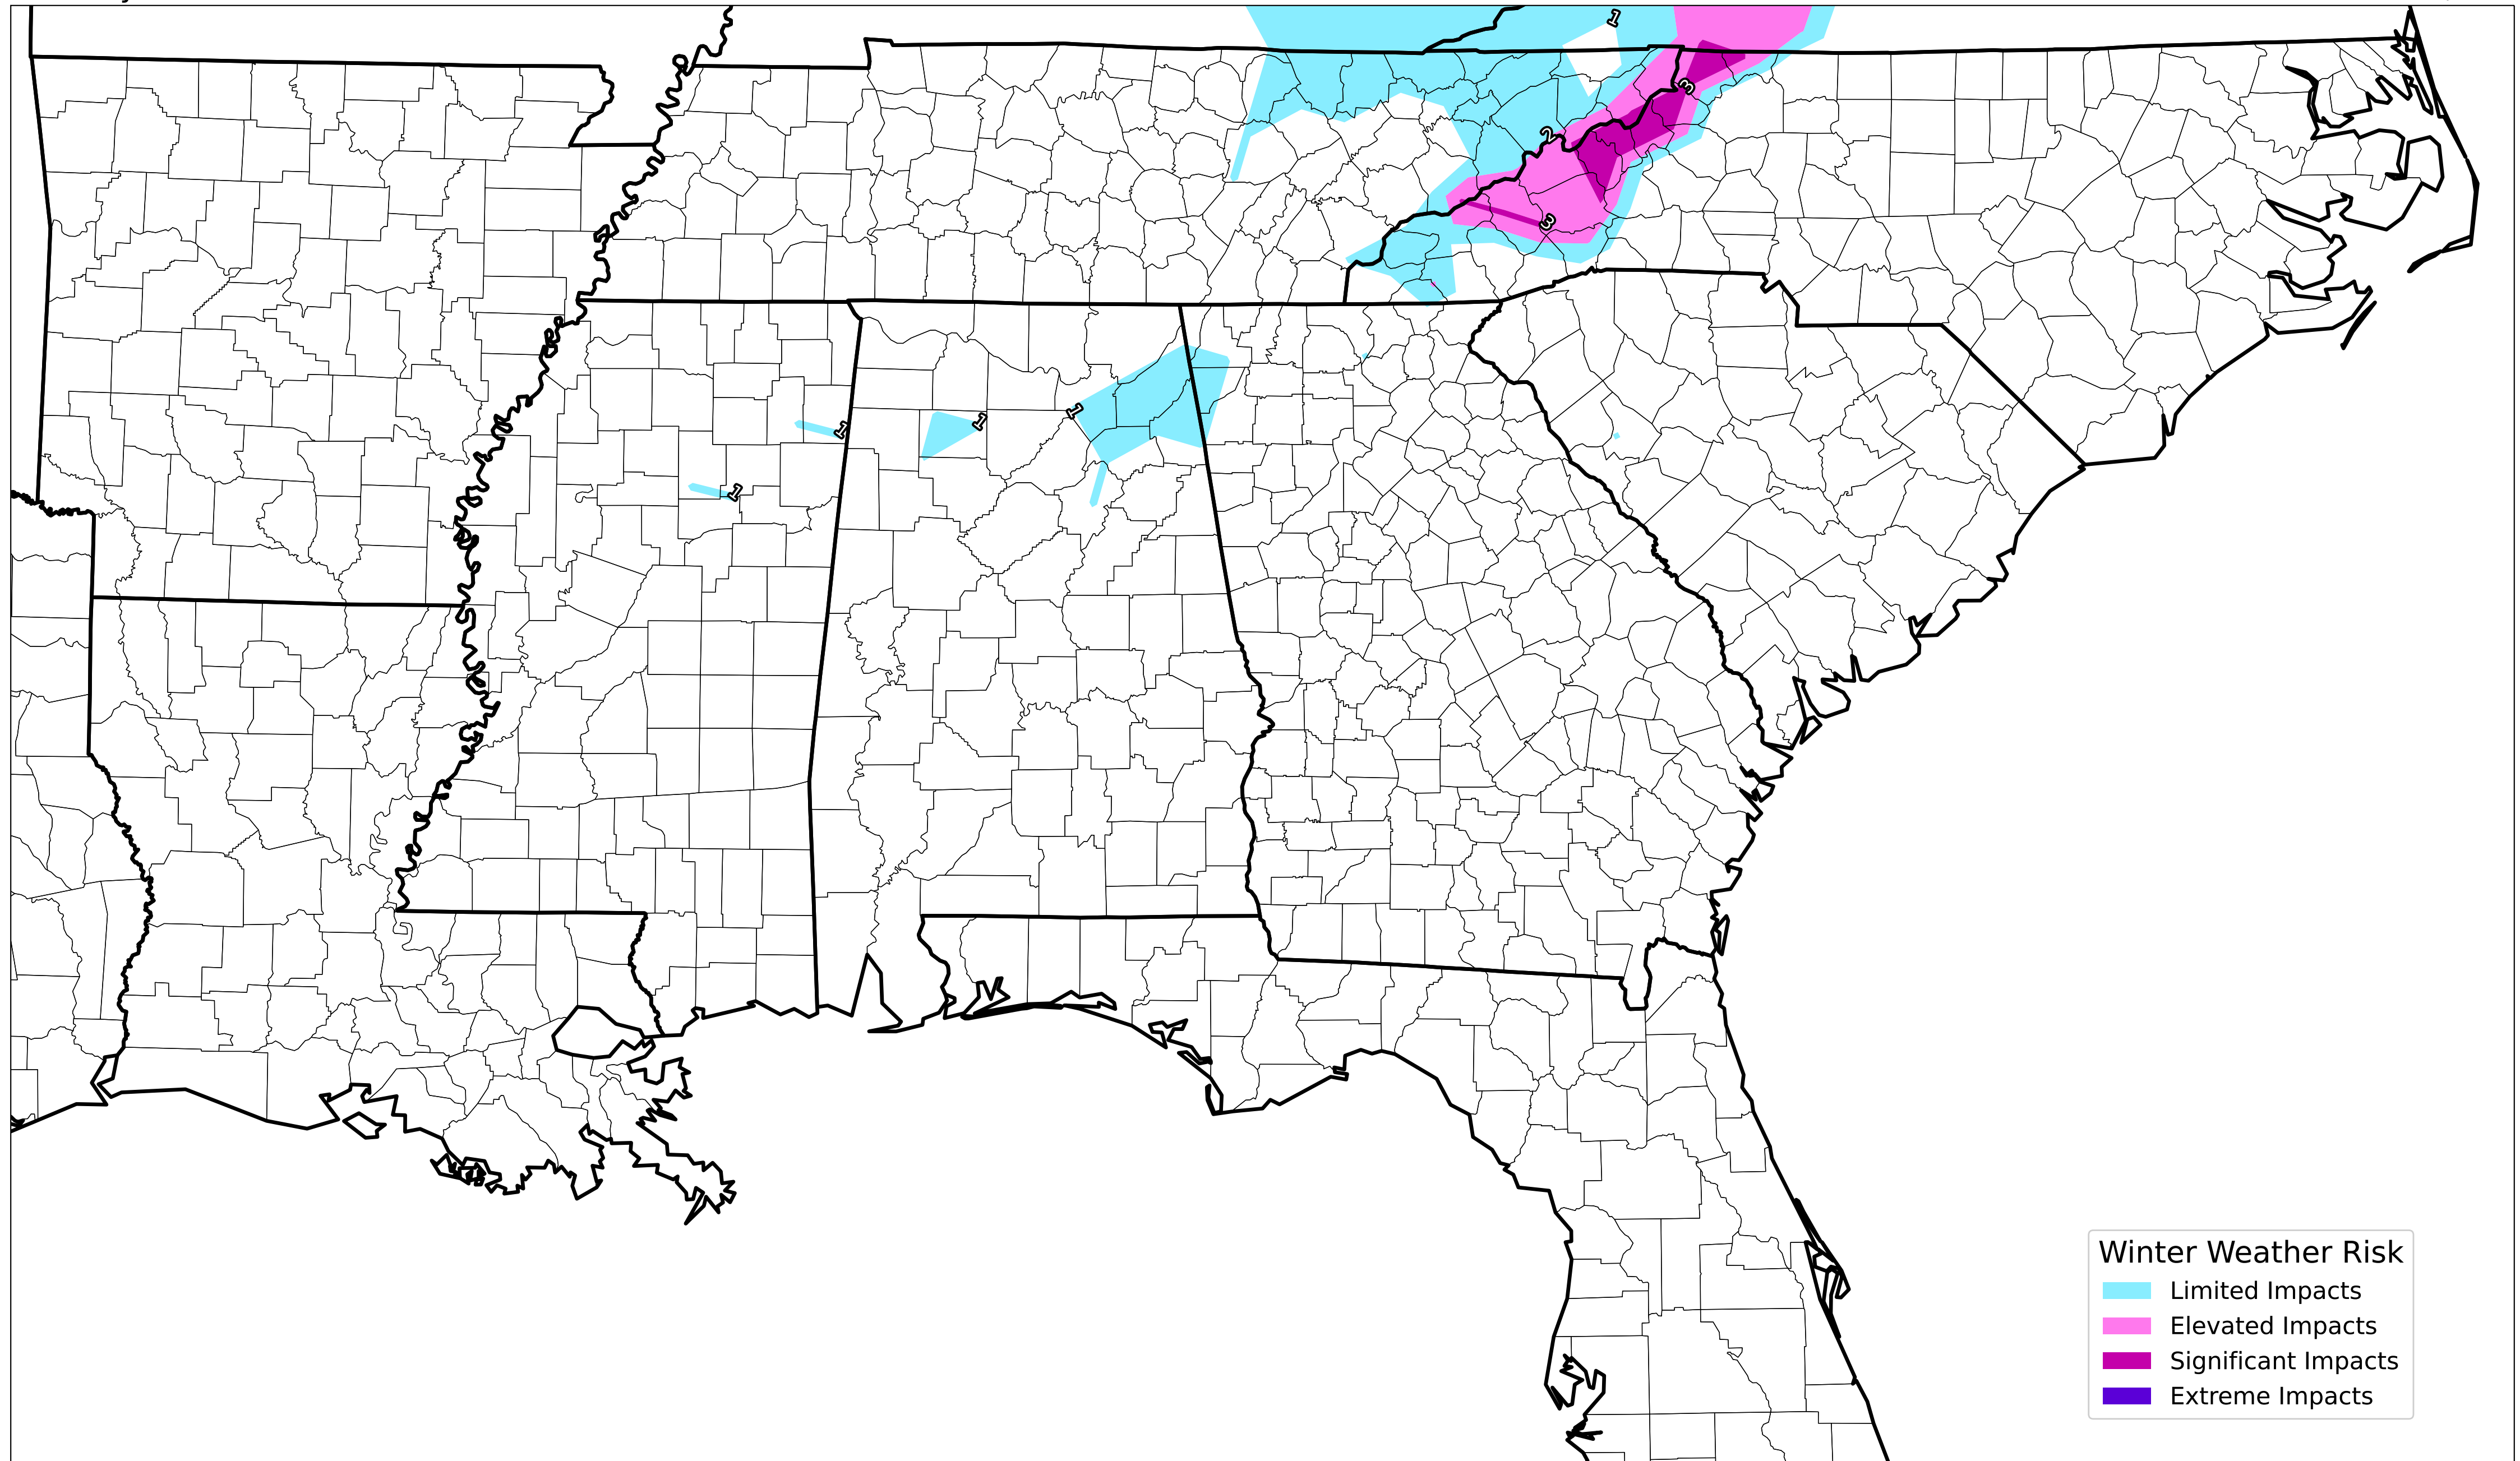 1
3
2
3
1
1
1
1
Winter Weather Risk
Limited Impacts
Elevated Impacts
Significant Impacts
Extreme Impacts